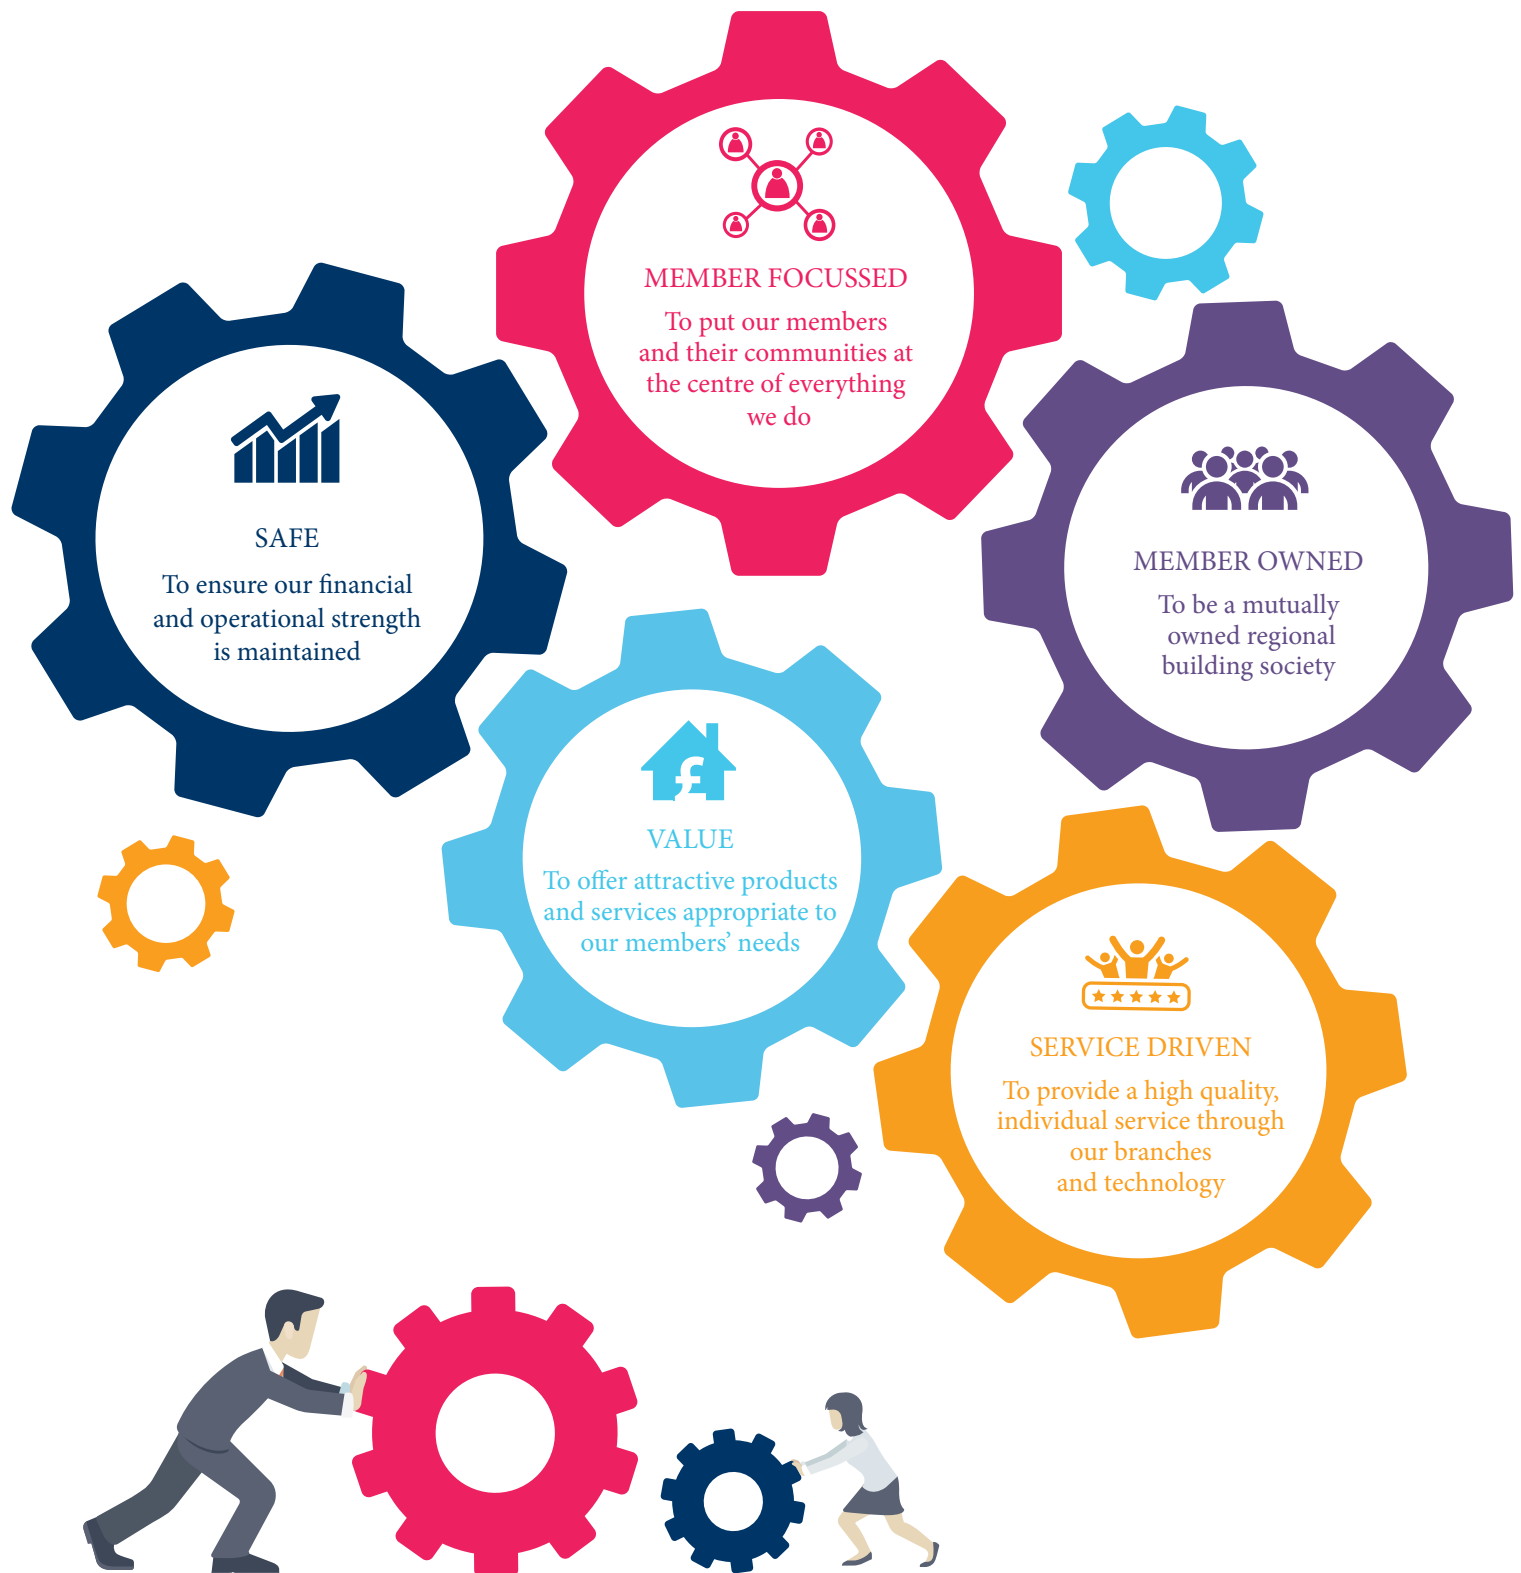 MEMBER FOCUSSED
To put our members
and their communities at
the centre of everything
we do
SAFE
To ensure our financial
and operational strength
is maintained
MEMBER OWNED
To be a mutually
owned regional
building society
£
VALUE
To offer attractive products
and services appropriate to
our members’ needs
SERVICE DRIVEN
To provide a high quality,
individual service through
our branches
and technology